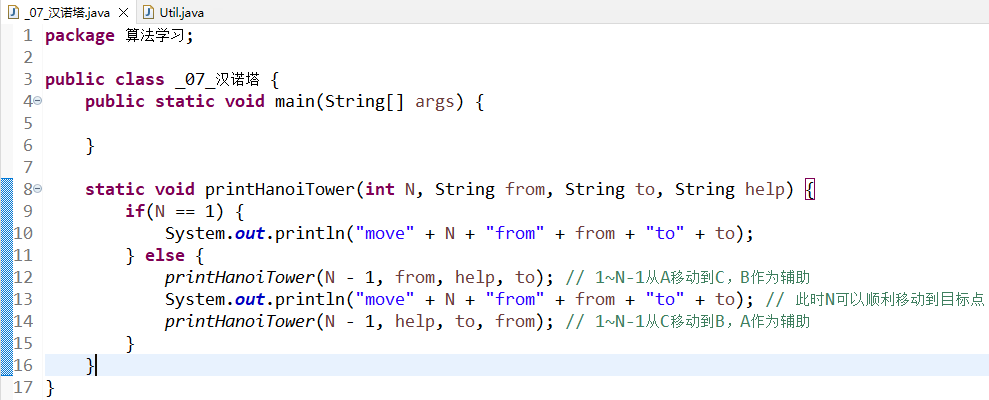 _07_汉诺塔.java Util.java
1 package 算法学习;
2
3 public class _07_汉诺塔 {
4 public static void main(String[] args) {
5
6 }
7
8 static void printHanoiTower(int N, String from, String to, String help) {
9 if(N == 1) {
10 System.out.println("move" + N + "from" + from + "to" + to);
11 } else {
12 printHanoiTower(N - 1, from, help, to); // 1~N-1从A移动到C，B作为辅助
13 System.out.println("move" + N + "from" + from + "to" + to); // 此时N可以顺利移动到目标点
14 printHanoiTower(N - 1, help, to, from); // 1~N-1从C移动到B，A作为辅助
15 }
16 }
17 }